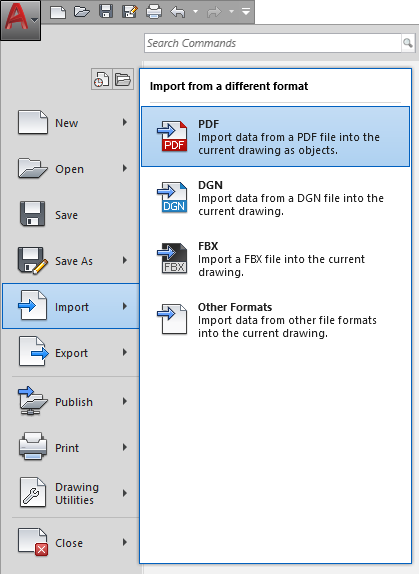 A
Search Commands
New
Open
Save
Save As
Import
Export
Publish
Print
Drawing
Utilities
Close
Import from a different format
PDF
PDF
Import data from a PDF file into the
current drawing as objects.
DGN
DGN
Import data from a DGN file into the
current drawing.
FBX
FBX
Import a FBX file into the current
drawing.
Other Formats
Import data from other file formats
into the current drawing.